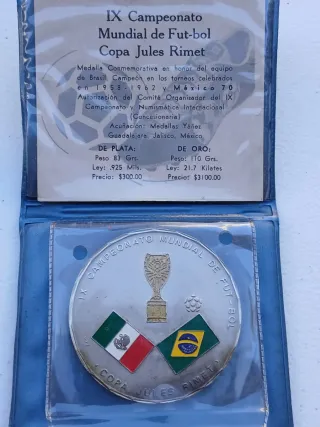 IX Campeonato
Mundial de Fut-bol
Copa Jules Rimet
Medalla Conmemorativa en honor del equipo
de Brasil Campeón en los torneos celebrados
en 1958-1962 y México 70
Autorización del Comité Organizador del IX
Campeonato y Numismática Internacional
(Concesionaria)
Acuñación: Medallas Yáñez
Guadalajara Jalisco, México.
DE PLATA: DE ORO:
Peso 83 Grs. Peso: 110 Grs.
Ley: .925 Mils. Ley: 21.7 Kilates
Precio: $300.00 Precio: $3100.00
IX CAMPEONATO MUNDIAL DE FUT-BOL
COPA JULES RIMET